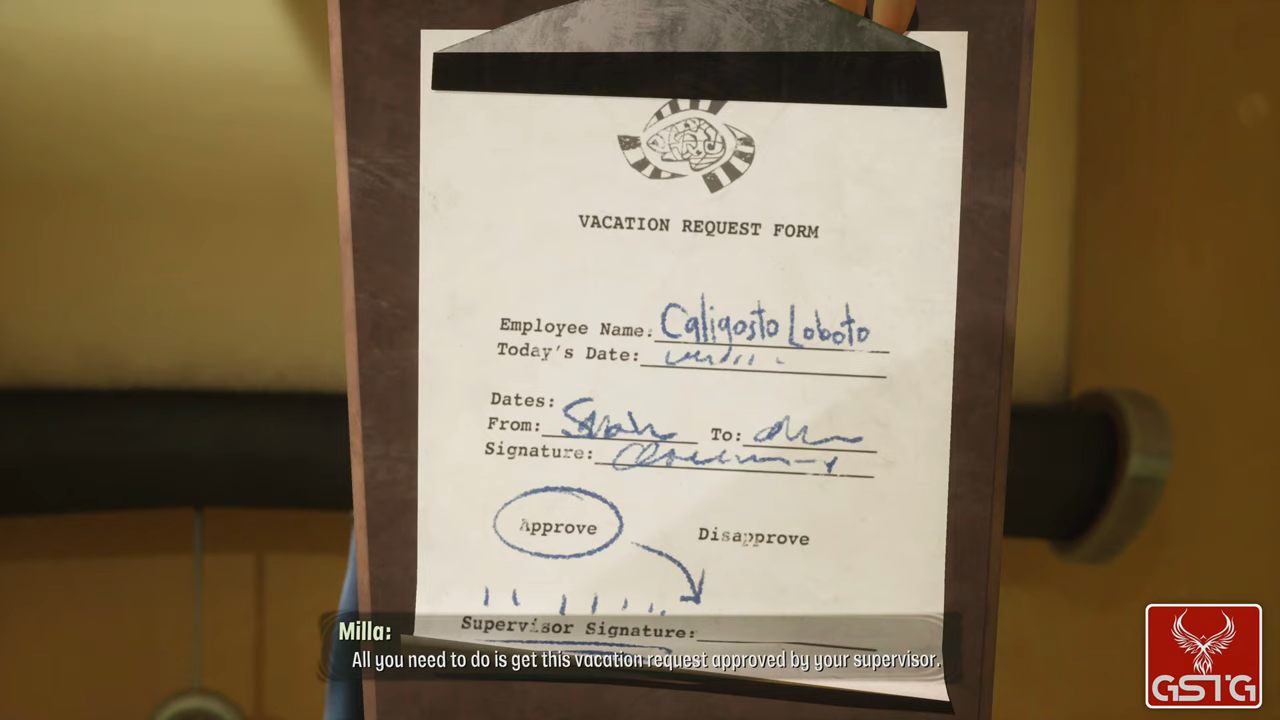 VACATION REQUEST FORM
Employee Name: Caligosto Loboto
Today's Date:
Dates:
From: To:
Signature:
Approve Disapprove
Supervisor Signature:
Milla:
All you need to do is get this vacation request approved by your supervisor.
GSTG